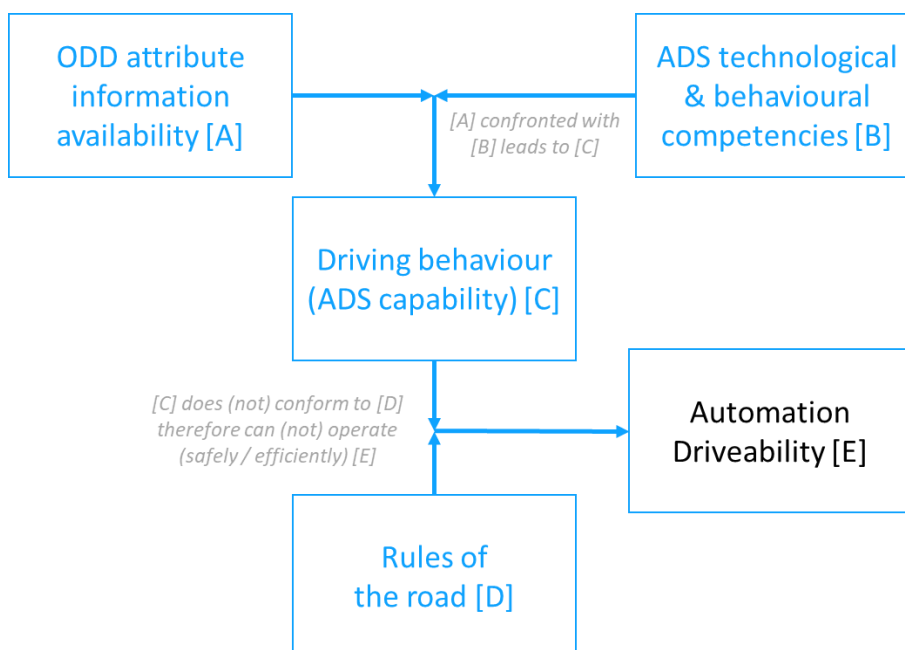 ODD attribute
information
availability [A]
ADS technological
& behavioural
competencies [B]
[A] confronted with
[B] leads to [C]
Driving behaviour
(ADS capability) [C]
[C] does (not) conform to [D]
therefore can (not) operate
(safely / efficiently) [E]
Automation
Driveability [E]
Rules of
the road [D]